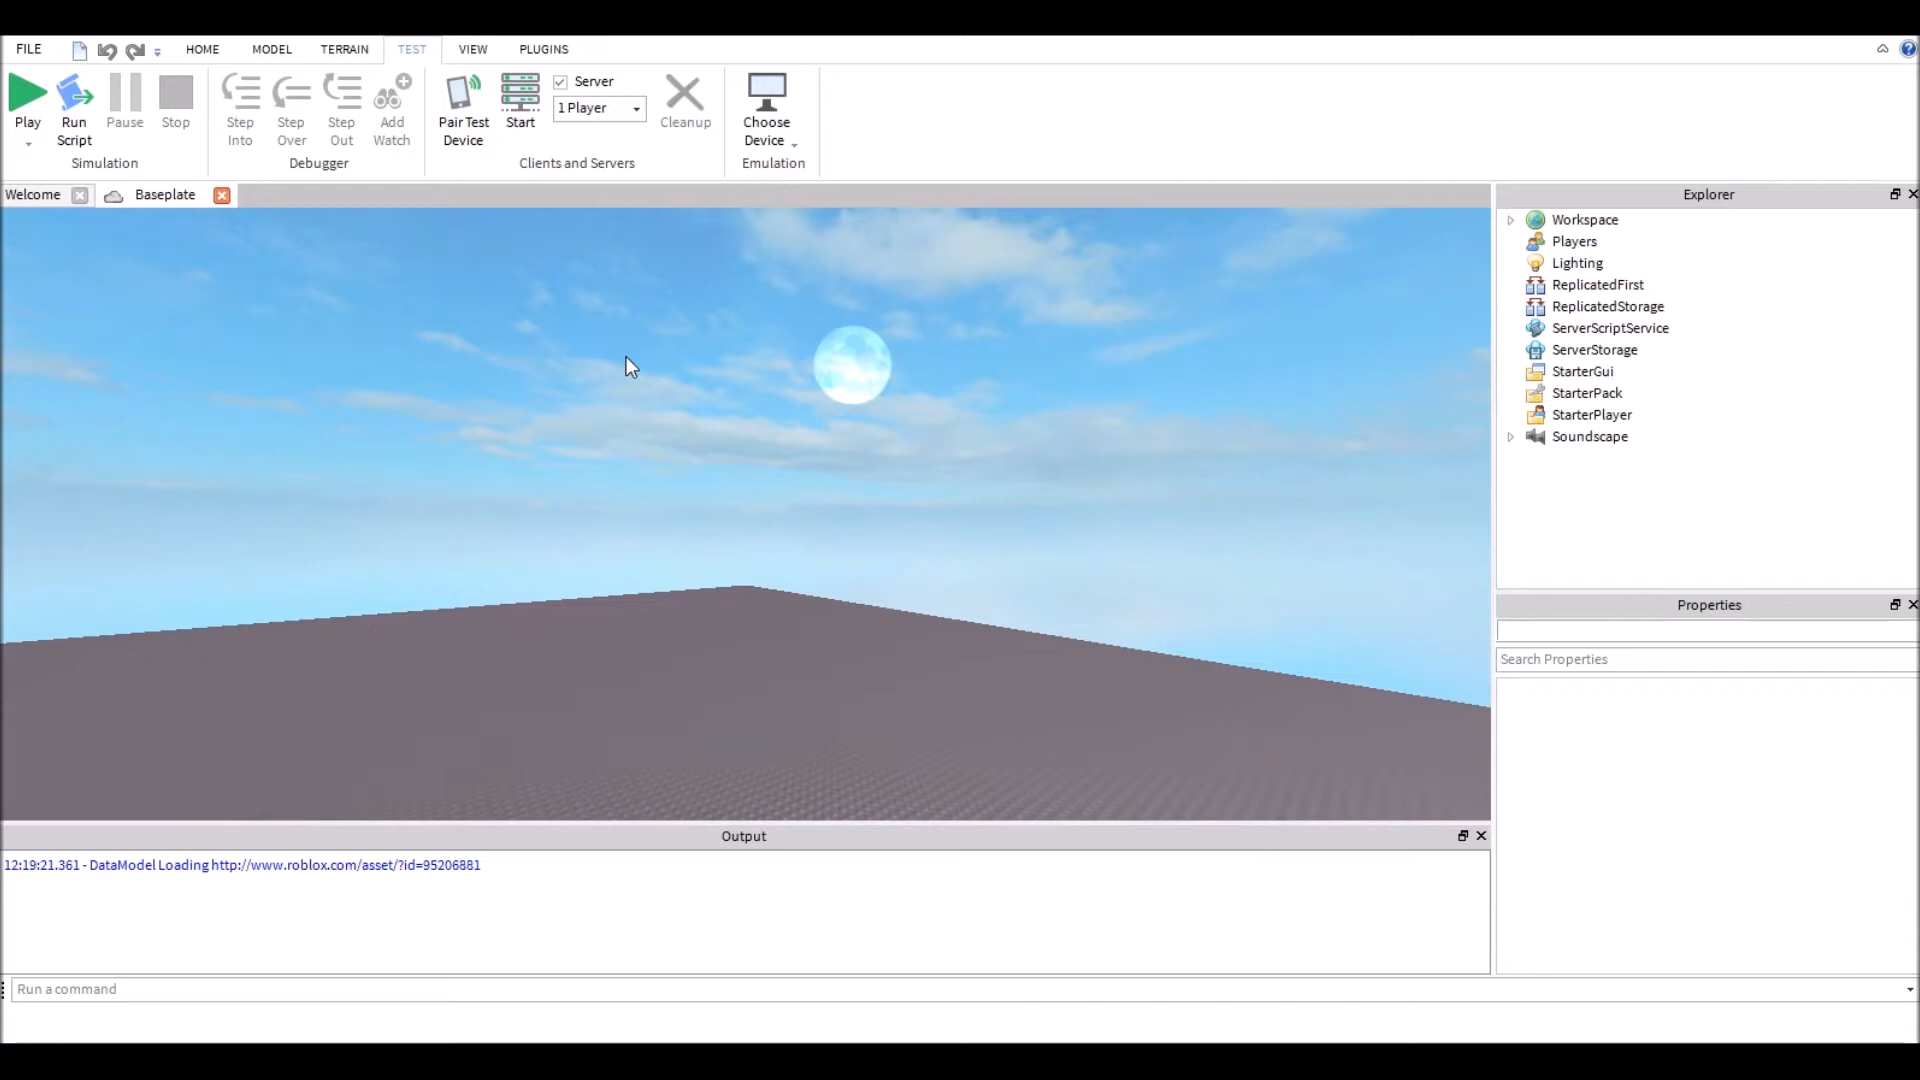 FILE
HOME
MODEL
TERRAIN
TEST
VIEW
PLUGINS
Play
Run
Script
Pause
Stop
Simulation
Step
Into
Step
Over
Step
Out
Add
Watch
Debugger
Pair Test
Device
Start
Server
1 Player
Cleanup
Clients and Servers
Choose
Device
Emulation
Welcome
Baseplate
Explorer
Workspace
Players
Lighting
ReplicatedFirst
ReplicatedStorage
ServerScriptService
ServerStorage
StarterGui
StarterPack
StarterPlayer
Soundscape
Properties
Search Properties
Output
12:19:21.361 - DataModel Loading http://www.roblox.com/asset/?id=95206881
Run a command